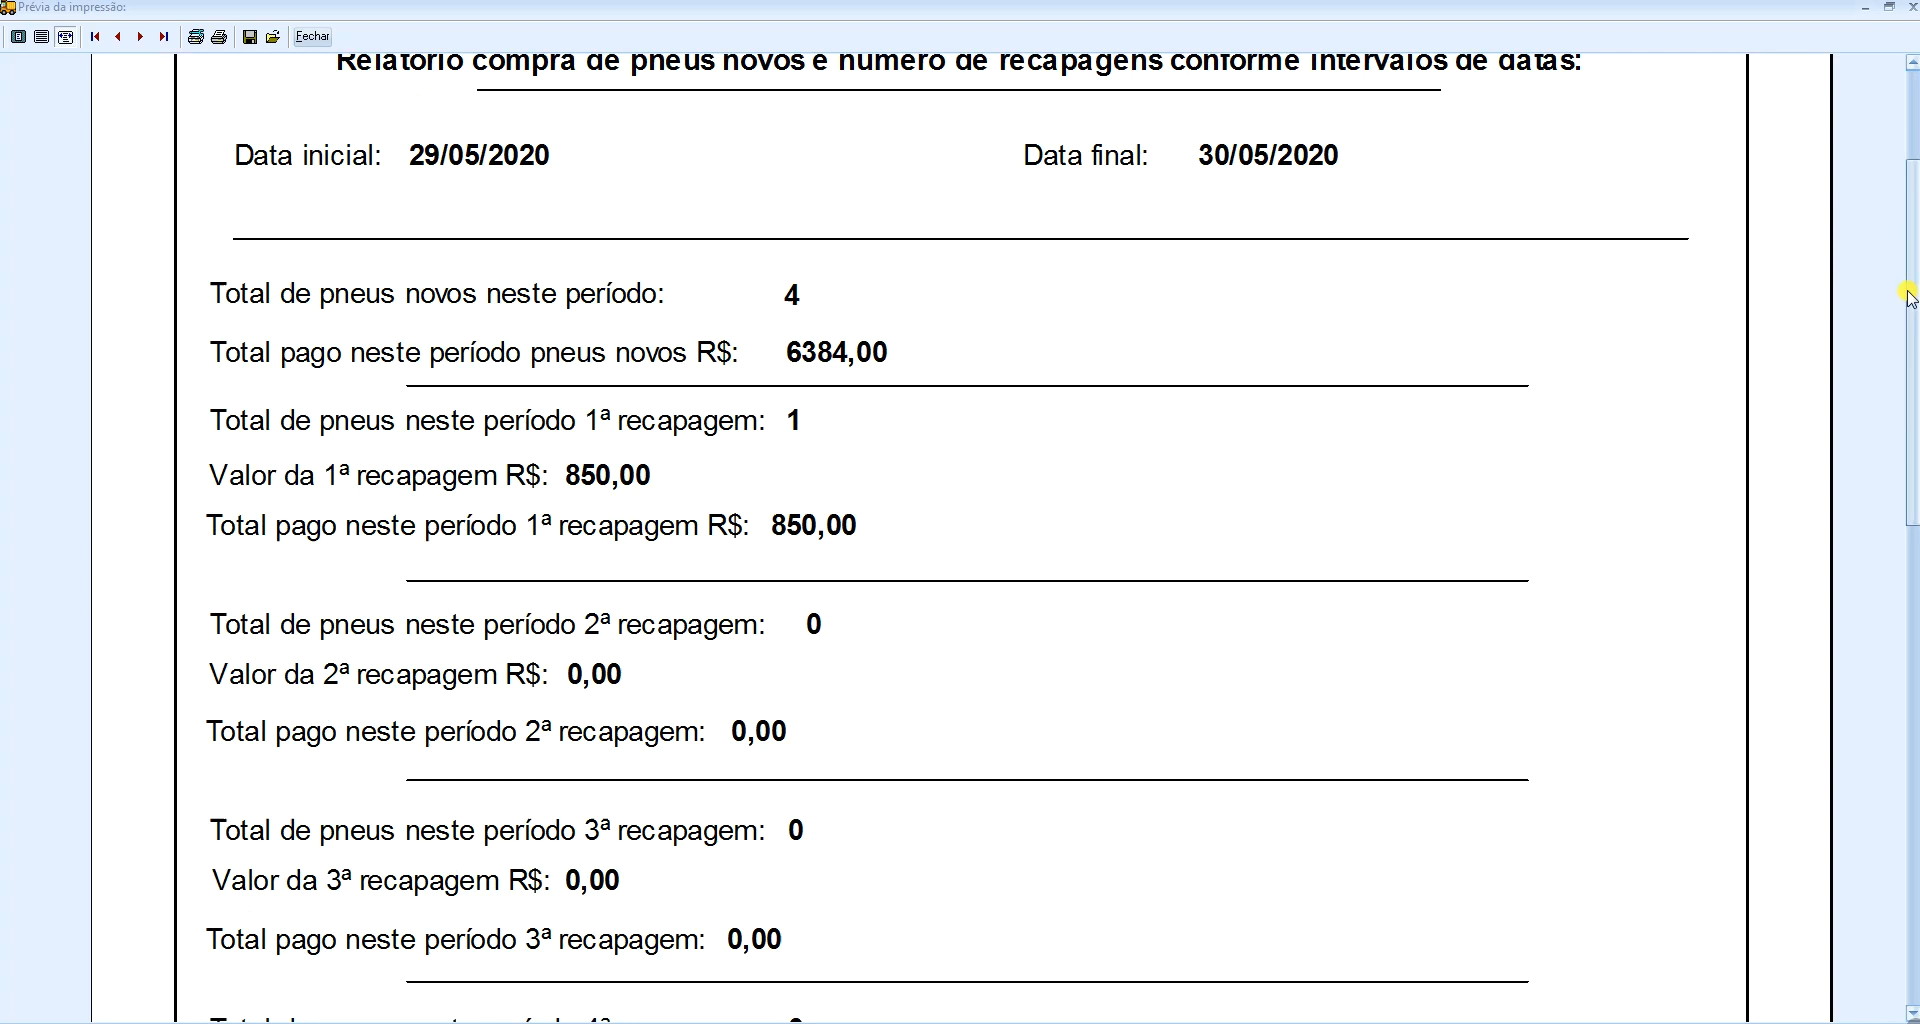 Prévia da impressão:
Fechar
Relatório compra de pneus novos e número de recapagens conforme intervalos de datas:
Data inicial: 29/05/2020 Data final: 30/05/2020
Total de pneus novos neste período: 4
Total pago neste período pneus novos R$: 6384,00
Total de pneus neste período 1ª recapagem: 1
Valor da 1ª recapagem R$: 850,00
Total pago neste período 1ª recapagem R$: 850,00
Total de pneus neste período 2ª recapagem: 0
Valor da 2ª recapagem R$: 0,00
Total pago neste período 2ª recapagem: 0,00
Total de pneus neste período 3ª recapagem: 0
Valor da 3ª recapagem R$: 0,00
Total pago neste período 3ª recapagem: 0,00